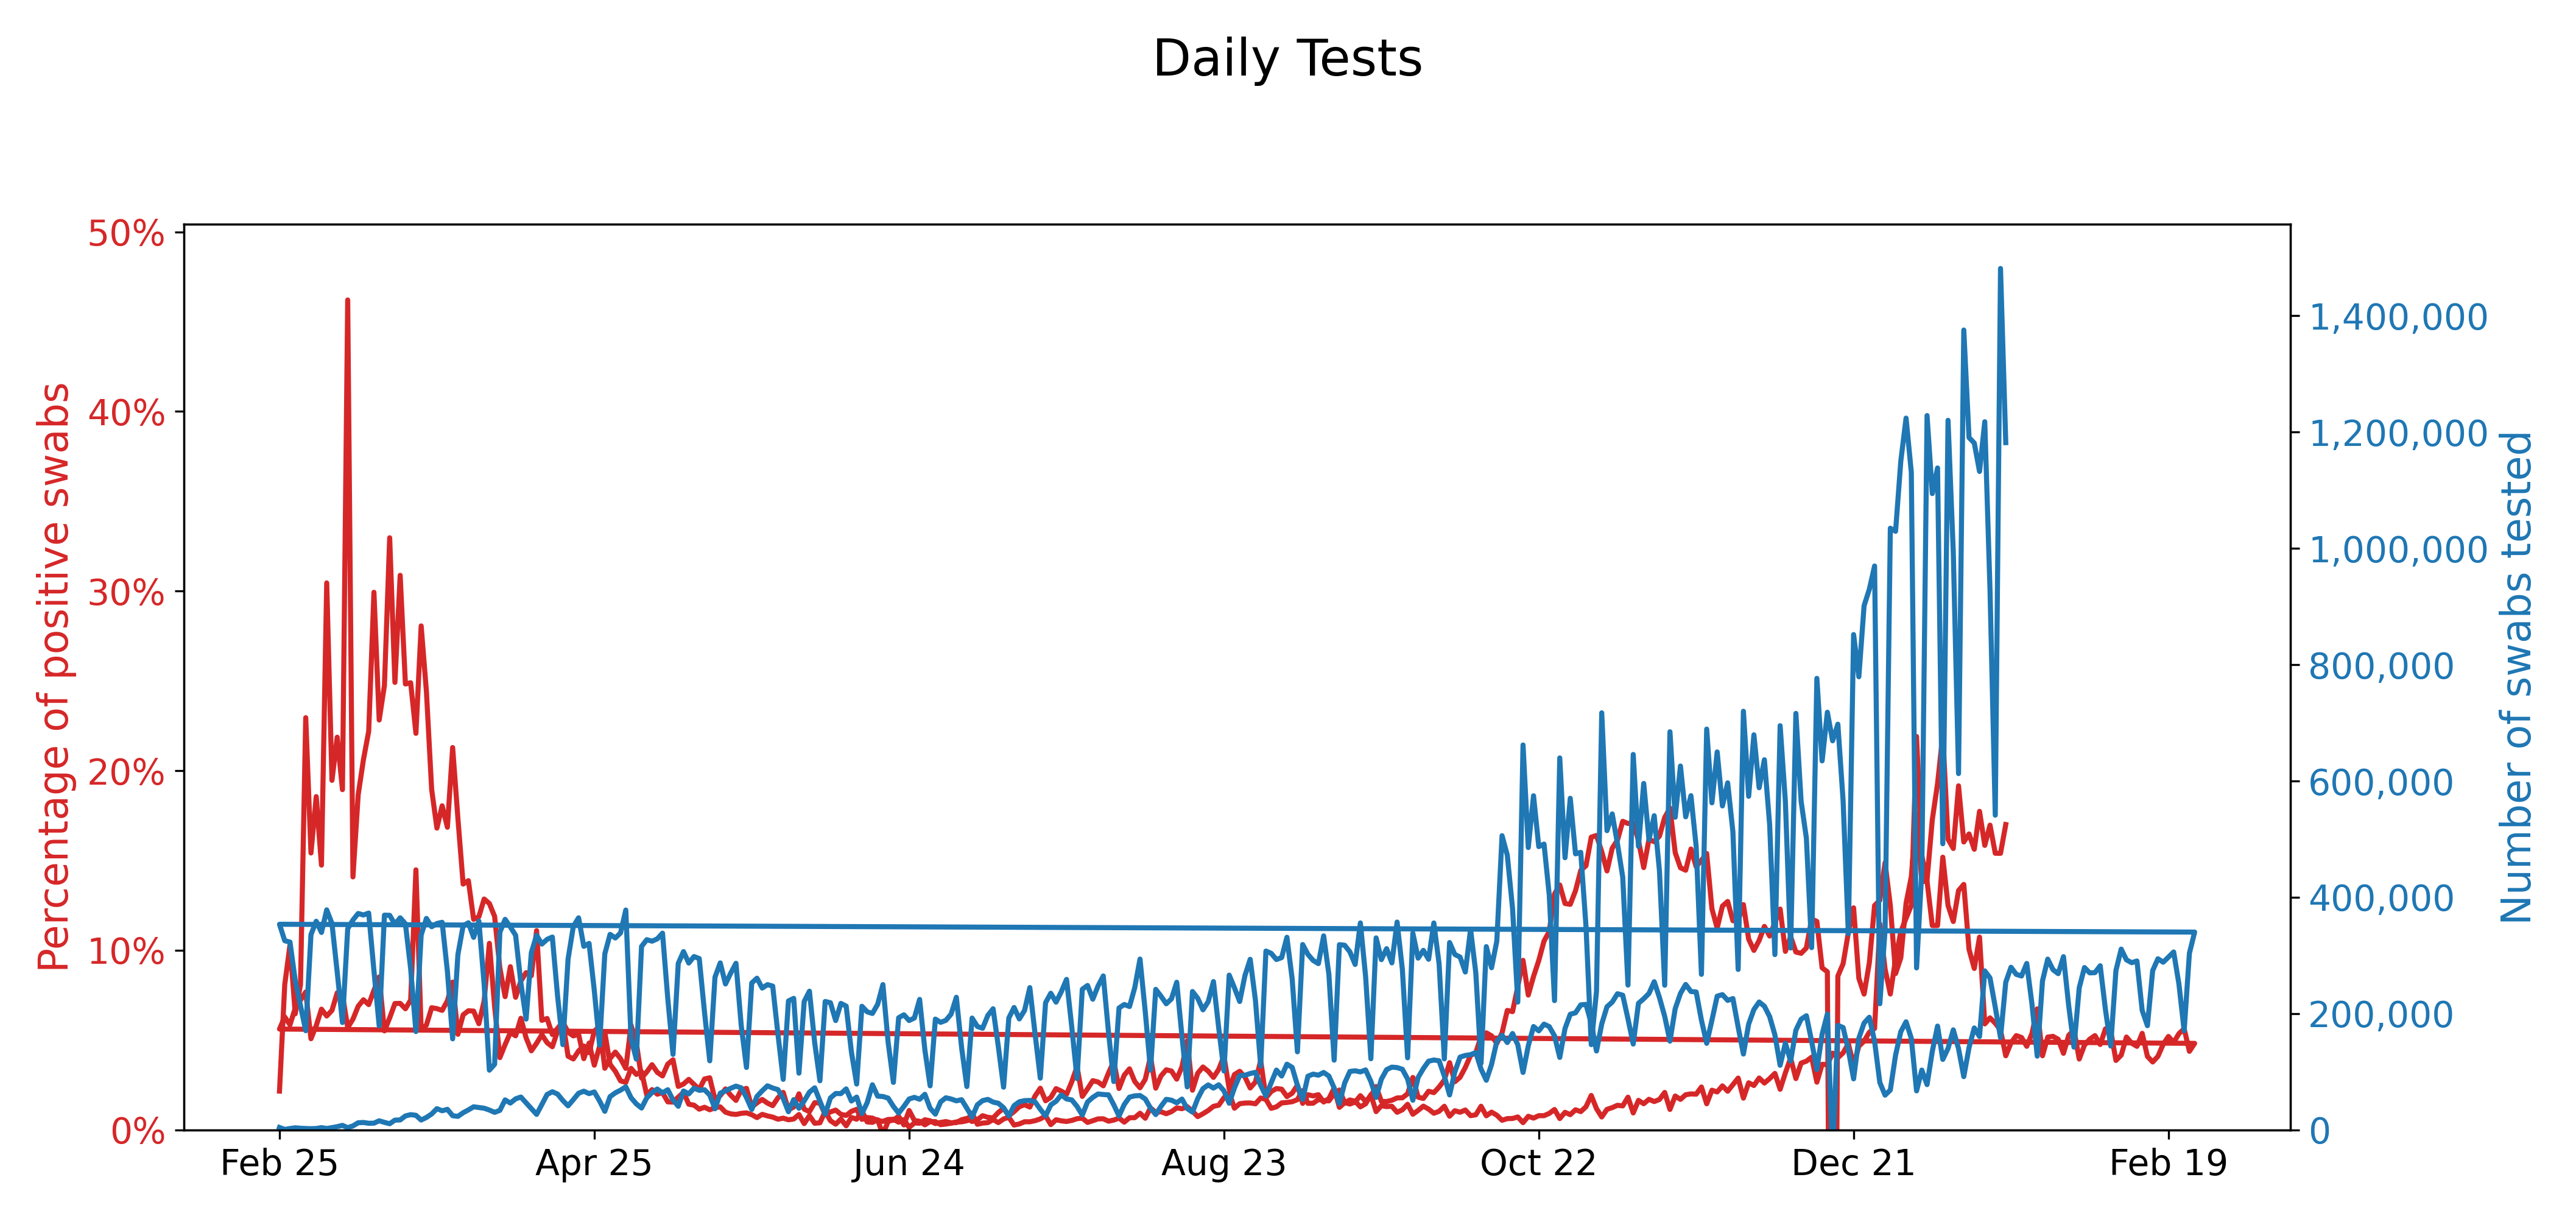 Daily Tests
Percentage of positive swabs
50%
40%
30%
20%
10%
0%
1,400,000
1,200,000
1,000,000
800,000
600,000
400,000
200,000
0
Number of swabs tested
Feb 25
Apr 25
Jun 24
Aug 23
Oct 22
Dec 21
Feb 19